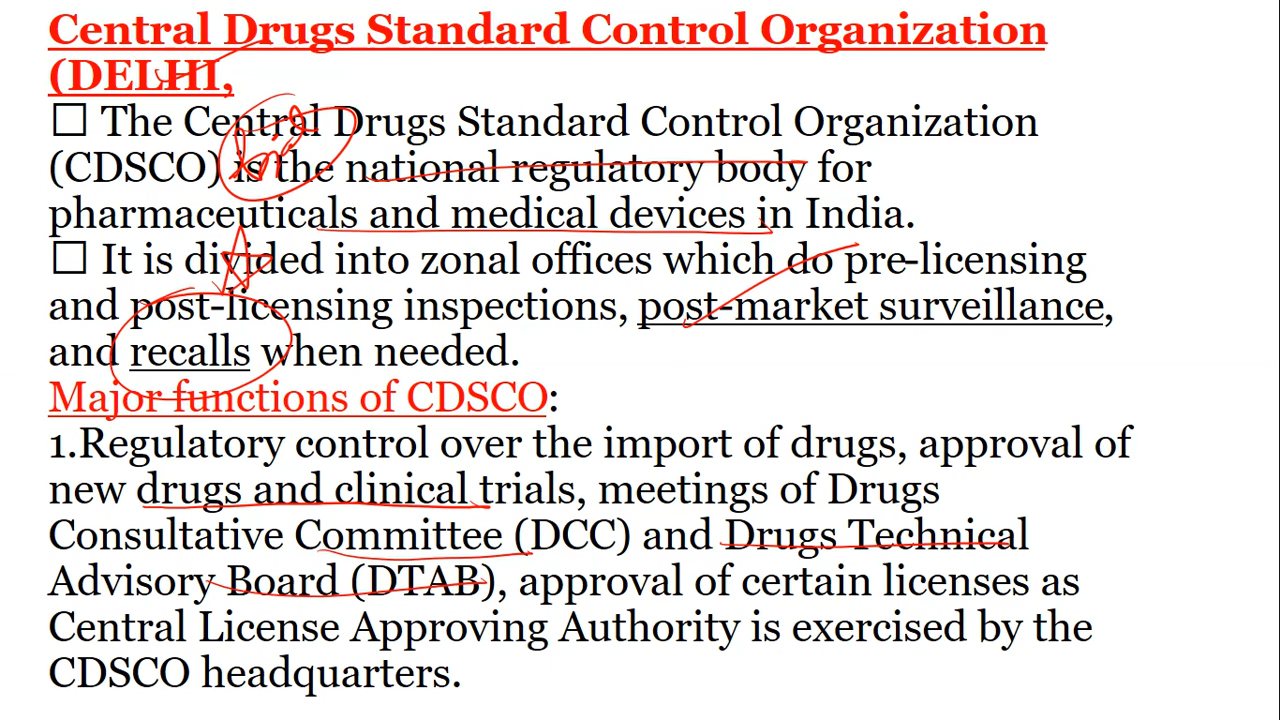 Central Drugs Standard Control Organization
(DELHI,
☐ The Central Drugs Standard Control Organization
(CDSCO) is the national regulatory body for
pharmaceuticals and medical devices in India.
☐ It is divided into zonal offices which do pre-licensing
and post-licensing inspections, post-market surveillance,
and recalls when needed.
Major functions of CDSCO:
1.Regulatory control over the import of drugs, approval of
new drugs and clinical trials, meetings of Drugs
Consultative Committee (DCC) and Drugs Technical
Advisory Board (DTAB), approval of certain licenses as
Central License Approving Authority is exercised by the
CDSCO headquarters.